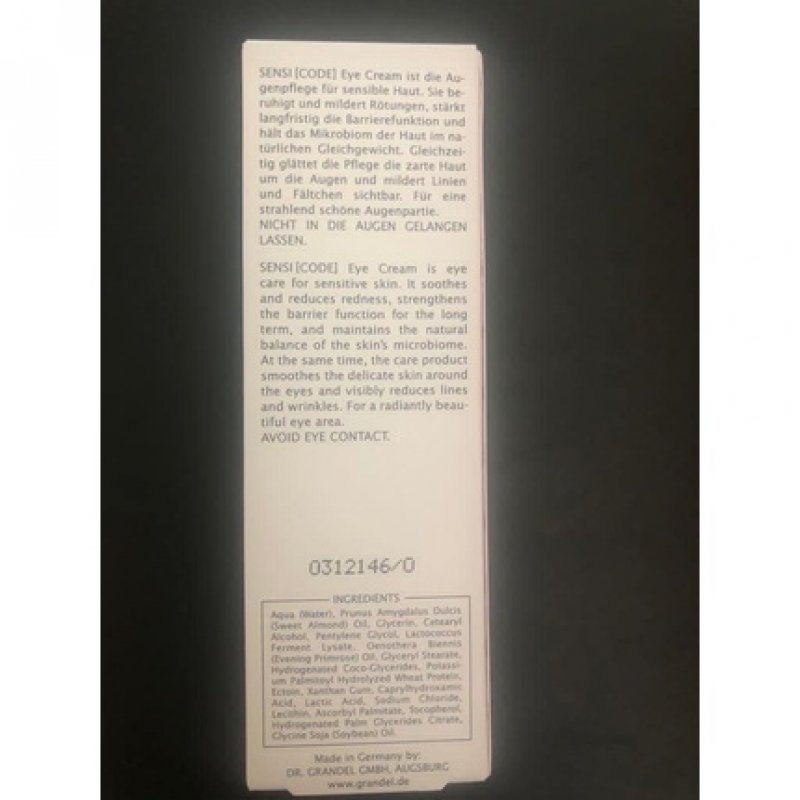 SENSI [CODE] Eye Cream ist die Au-
genpflege für sensible Haut. Sie be-
ruhigt und mildert Rötungen, stärkt
langfristig die Barrierefunktion und
hält das Mikrobiom der Haut im na-
türlichen Gleichgewicht. Gleichzei-
tig glättet die Pflege die zarte Haut
um die Augen und mildert Linien
und Fältchen sichtbar. Für eine
strahlend schöne Augenpartie.
NICHT IN DIE AUGEN GELANGEN
LASSEN.
SENSI [CODE] Eye Cream is eye
care for sensitive skin. It soothes
and reduces redness, strengthens
the barrier function for the long
term, and maintains the natural
balance of the skin's microbiome.
At the same time, the care product
smoothes the delicate skin around
the eyes and visibly reduces lines
and wrinkles. For a radiantly beau-
tiful eye area.
AVOID EYE CONTACT.
0312146/0
INGREDIENTS
Aqua (Water), Prunus Amygdalus Dulcis
(Sweet Almond) Oil, Glycerin, Cetearyl
Alcohol, Pentylene Glycol, Lactococcus
Ferment Lysate, Oenothera Biennis
(Evening Primrose) Oil, Glyceryl Stearate,
Hydrogenated Coco-Glycerides, Potassi-
um Palmitoyl Hydrolyzed Wheat Protein,
Ectoin, Xanthan Gum, Caprylhydroxamic
Acid, Lactic Acid, Sodium Chloride,
Lecithin, Ascorbyl Palmitate, Tocopherol,
Hydrogenated Palm Glycerides Citrate,
Glycine Soja (Soybean) Oil.
Made in Germany by:
DR. GRANDEL GMBH, AUGSBURG
www.grandel.de